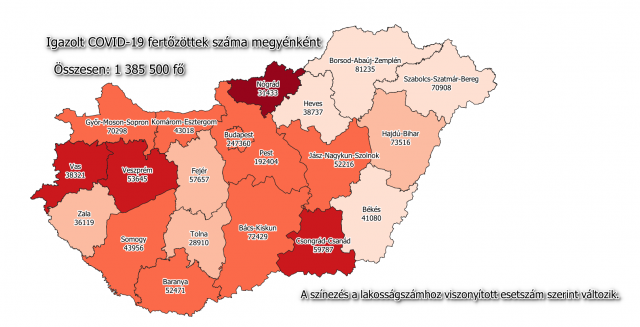 Igazolt COVID-19 fertőzöttek száma megyénként
Összesen: 1 385 500 fő
Borsod-Abaúj-Zemplén
81235
Szabolcs-Szatmár-Bereg
70908
Nógrád
31433
Heves
38737
Győr-Moson-Sopron
70298
Komárom-Esztergom
43018
Budapest
247360
Pest
192404
Hajdú-Bihar
73516
Jász-Nagykun-Szolnok
52216
Vas
38321
Veszprém
53645
Fejér
57657
Zala
36119
Somogy
43956
Tolna
28910
Bács-Kiskun
72429
Békés
41080
Csongrád-Csanád
59787
Baranya
52471
A színezés a lakosságszámhoz viszonyított esetszám szerint változik.